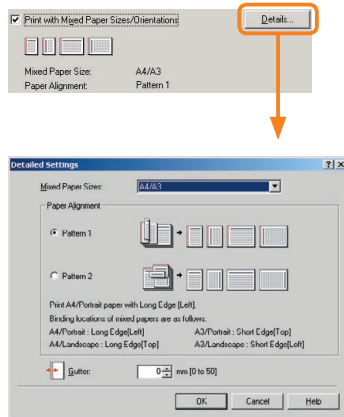 Print with Mixed Paper Sizes/Orientations
Details...
Mixed Paper Size: A4/A3
Paper Alignment: Pattern 1
Detailed Settings
Mixed Paper Sizes: A4/A3
Paper Alignment
Pattern 1
Pattern 2
Print A4/Portrait paper with Long Edge [Left].
Binding locations of mixed papers are as follows.
A4/Portrait : Long Edge[Left] A3/Portrait : Short Edge[Top]
A4/Landscape : Long Edge[Top] A3/Landscape : Short Edge[Left]
Gutter: 0 mm [0 to 50]
OK Cancel Help